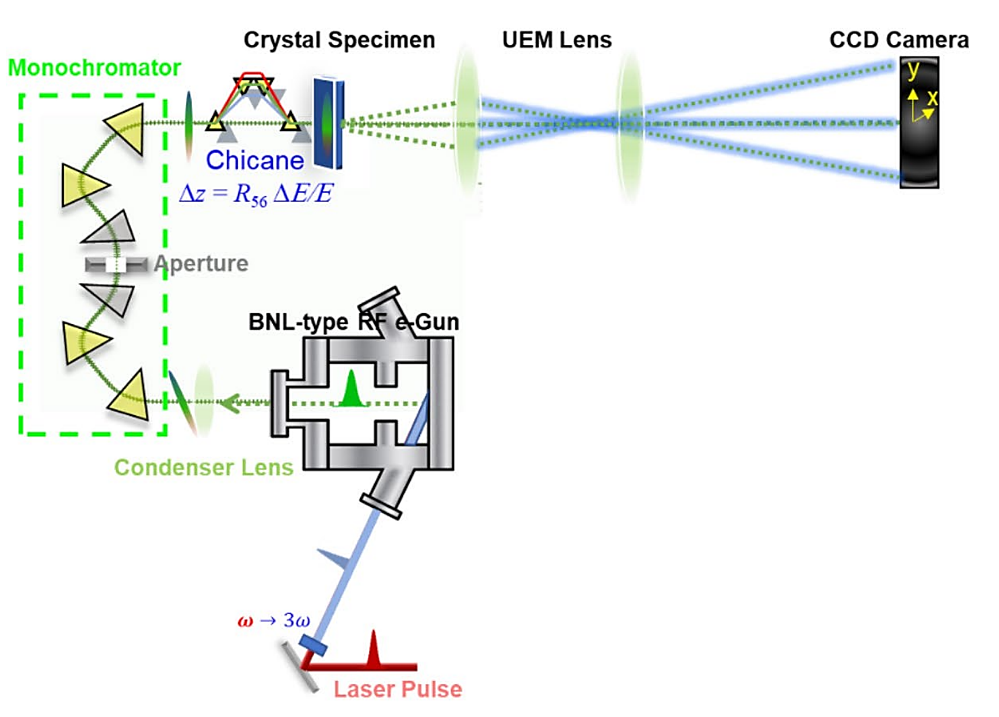 Crystal Specimen
UEM Lens
CCD Camera
Monochromator
y
x
Chicane
Δz = R₅₆ ΔE/E
Aperture
BNL-type RF e-Gun
Condenser Lens
ω → 3ω
Laser Pulse